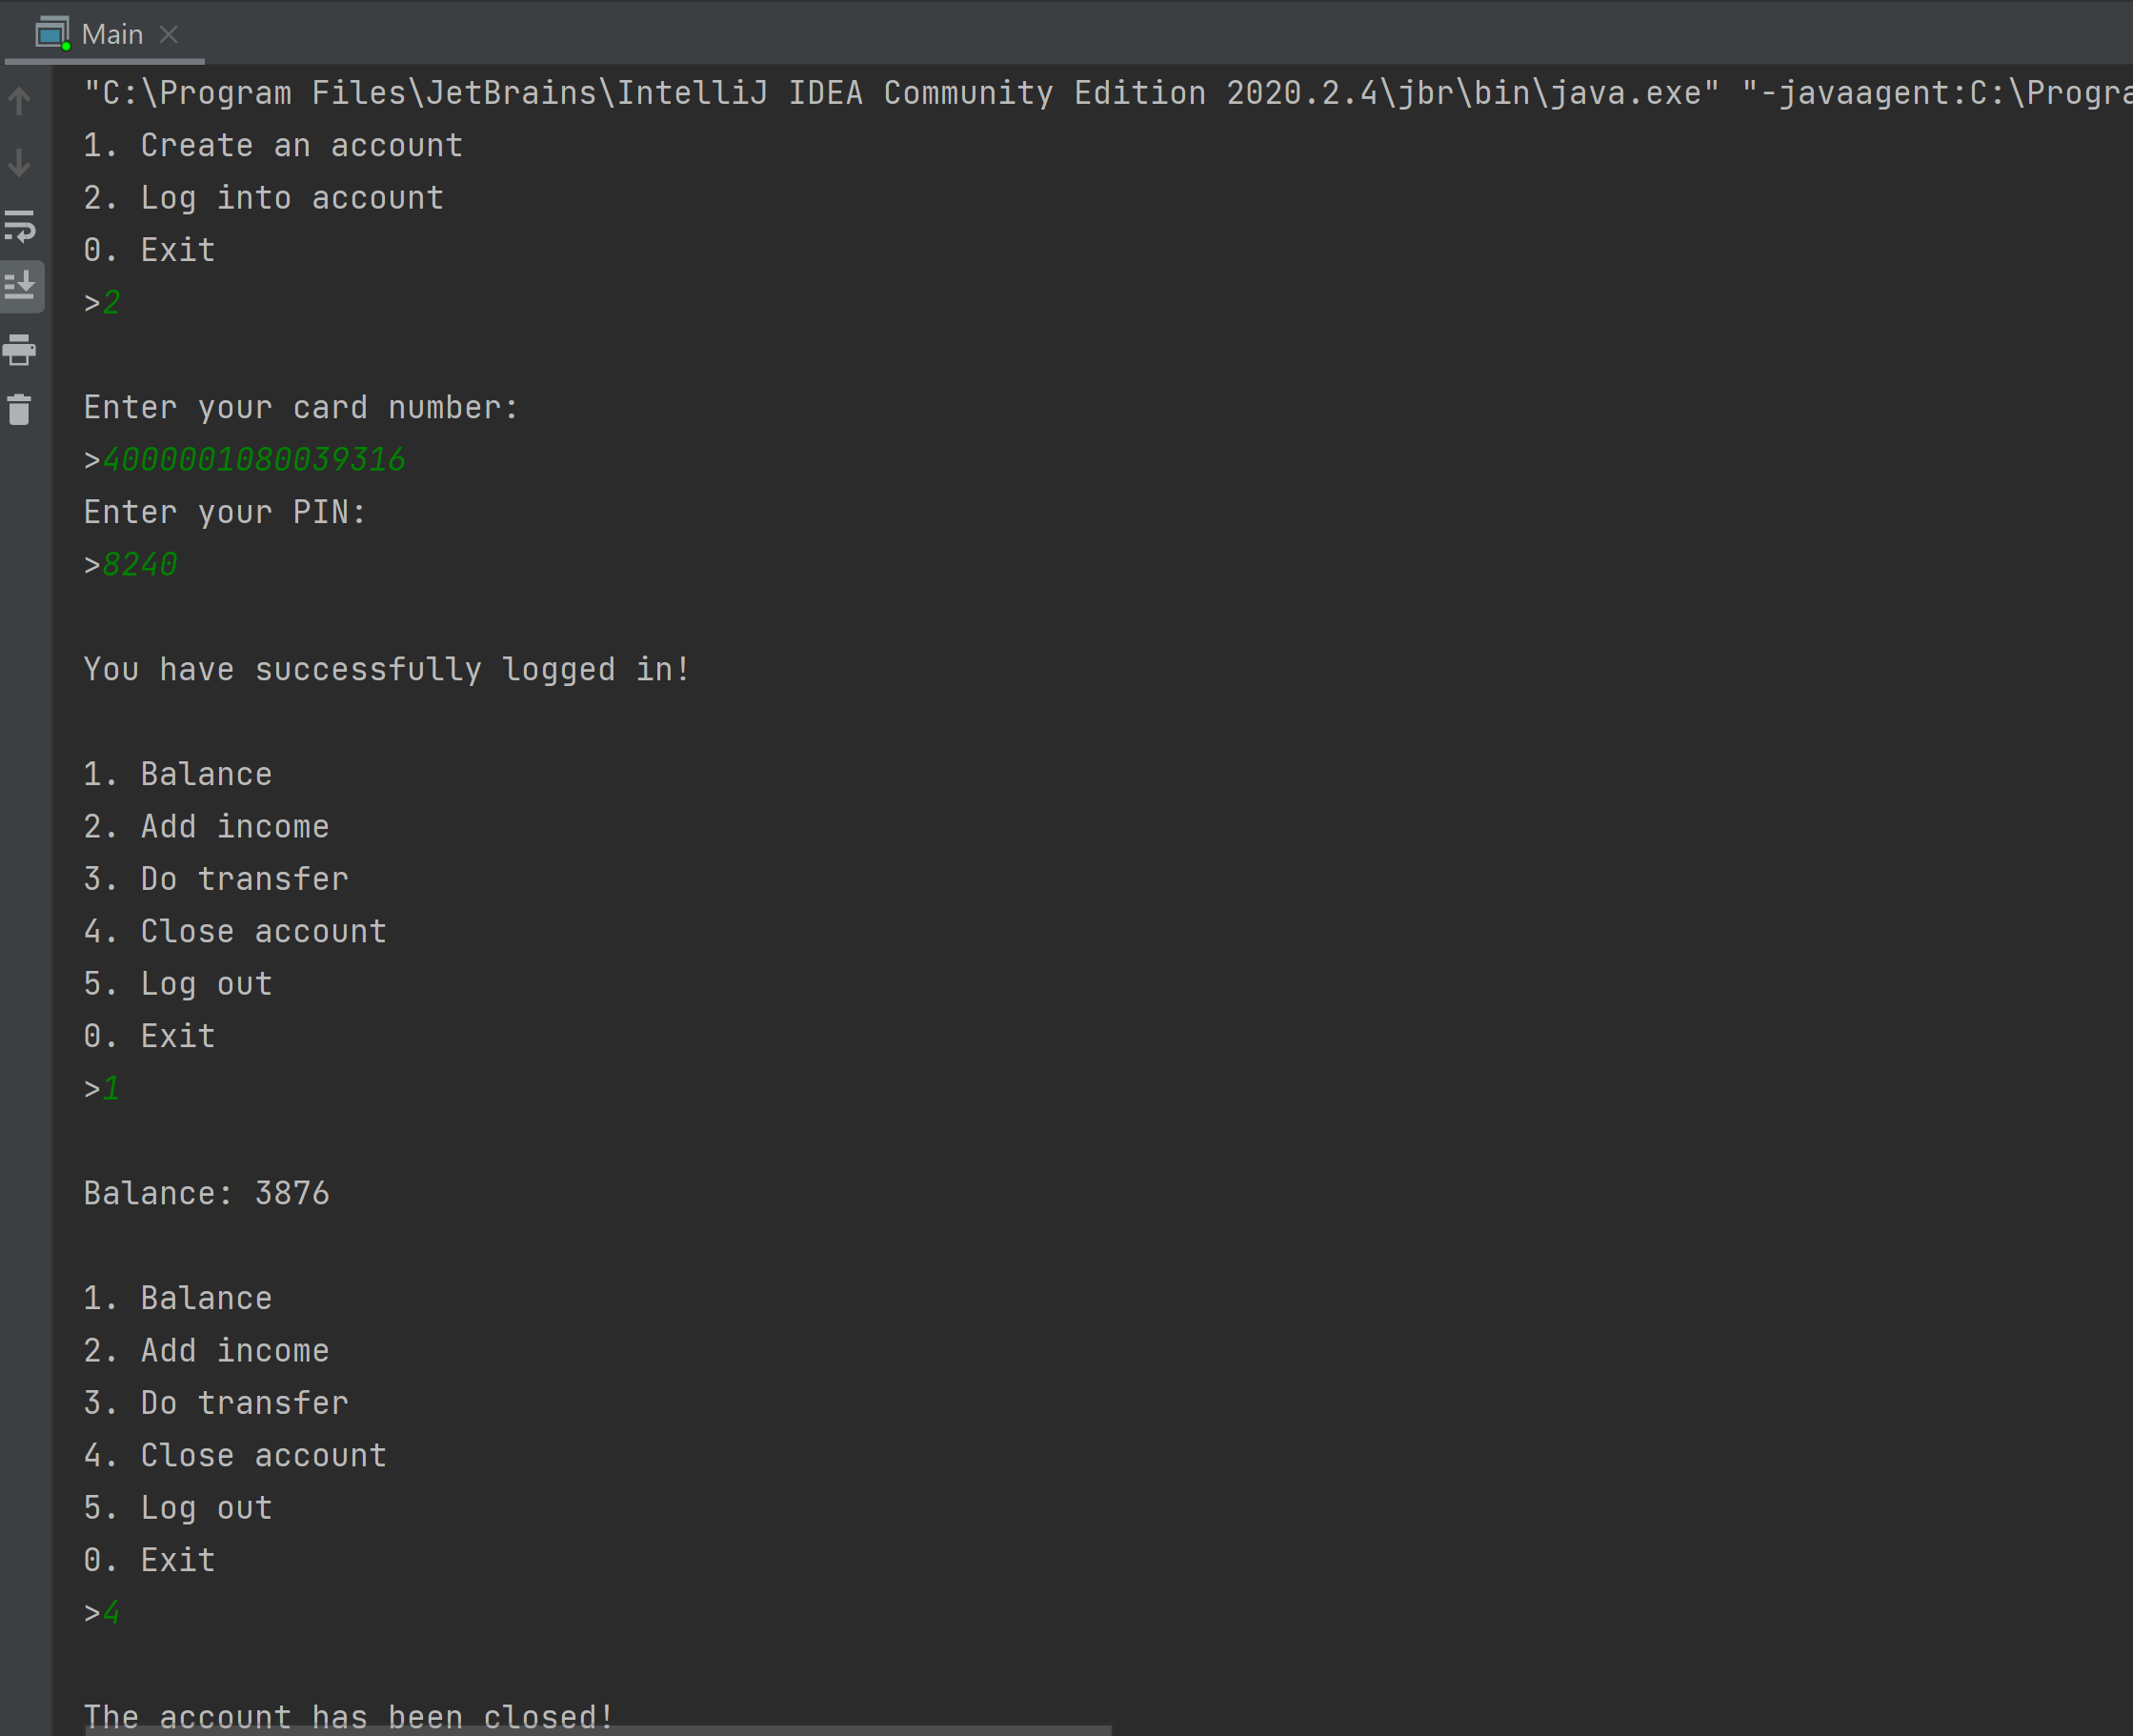 Main
"C:\Program Files\JetBrains\IntelliJ IDEA Community Edition 2020.2.4\jbr\bin\java.exe" "-javaagent:C:\Progra
1. Create an account
2. Log into account
0. Exit
>2
Enter your card number:
>4000001080039316
Enter your PIN:
>8240
You have successfully logged in!
1. Balance
2. Add income
3. Do transfer
4. Close account
5. Log out
0. Exit
>1
Balance: 3876
1. Balance
2. Add income
3. Do transfer
4. Close account
5. Log out
0. Exit
>4
The account has been closed!